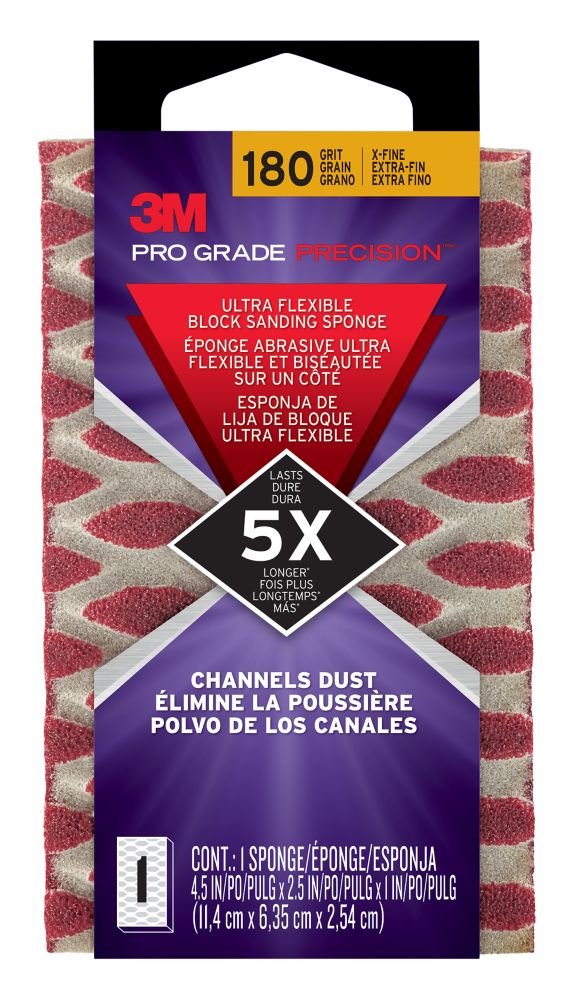 180
GRIT
GRAIN
GRANO
X-FINE
EXTRA-FIN
EXTRA FINO
3M
PRO GRADE PRECISION™
ULTRA FLEXIBLE
BLOCK SANDING SPONGE
ÉPONGE ABRASIVE ULTRA
FLEXIBLE ET BISEAUTÉE
SUR UN CÔTÉ
ESPONJA DE
LIJA DE BLOQUE
ULTRA FLEXIBLE
LASTS
DURE
DURA
5X
LONGER*
FOIS PLUS
LONGTEMPS*
MÁS*
CHANNELS DUST
ÉLIMINE LA POUSSIÈRE
POLVO DE LOS CANALES
1
CONT.: 1 SPONGE/ÉPONGE/ESPONJA
4.5 IN/PO/PULG x 2.5 IN/PO/PULG x 1 IN/PO/PULG
(11,4 cm x 6,35 cm x 2,54 cm)